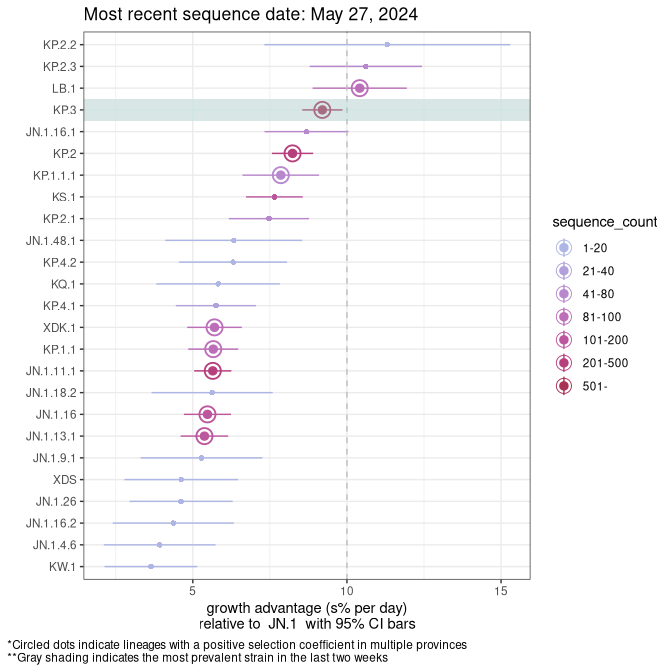 Most recent sequence date: May 27, 2024
KP.2.2
KP.2.3
LB.1
KP.3
JN.1.16.1
KP.2
KP.1.1.1
KS.1
KP.2.1
JN.1.48.1
KP.4.2
KQ.1
KP.4.1
XDK.1
KP.1.1
JN.1.11.1
JN.1.18.2
JN.1.16
JN.1.13.1
JN.1.9.1
XDS
JN.1.26
JN.1.16.2
JN.1.4.6
KW.1
5 10 15
growth advantage (s% per day)
relative to JN.1 with 95% CI bars
sequence_count
1-20
21-40
41-80
81-100
101-200
201-500
501-
*Circled dots indicate lineages with a positive selection coefficient in multiple provinces
**Gray shading indicates the most prevalent strain in the last two weeks